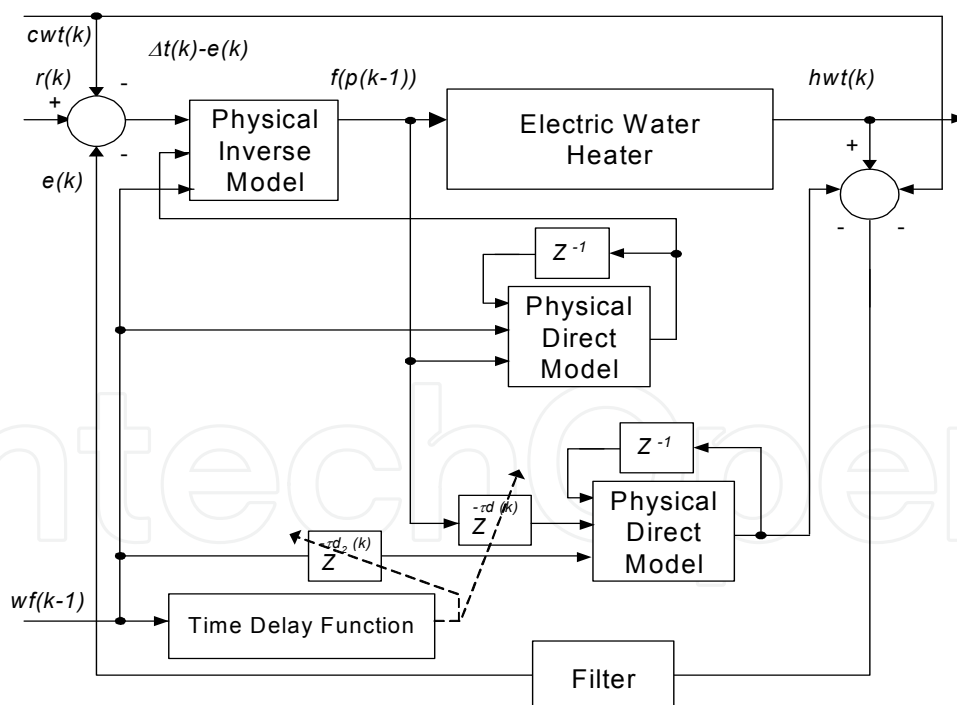 cwt(k)
Δt(k)-e(k)
r(k)
f(p(k-1))
hwt(k)
+
-
-
e(k)
Physical
Inverse
Model
Electric Water
Heater
+
-
-
Z -1
Physical
Direct
Model
Z -1
Physical
Direct
Model
Z -τd (k)
Z -τd2 (k)
wf(k-1)
Time Delay Function
Filter
ntechOpen